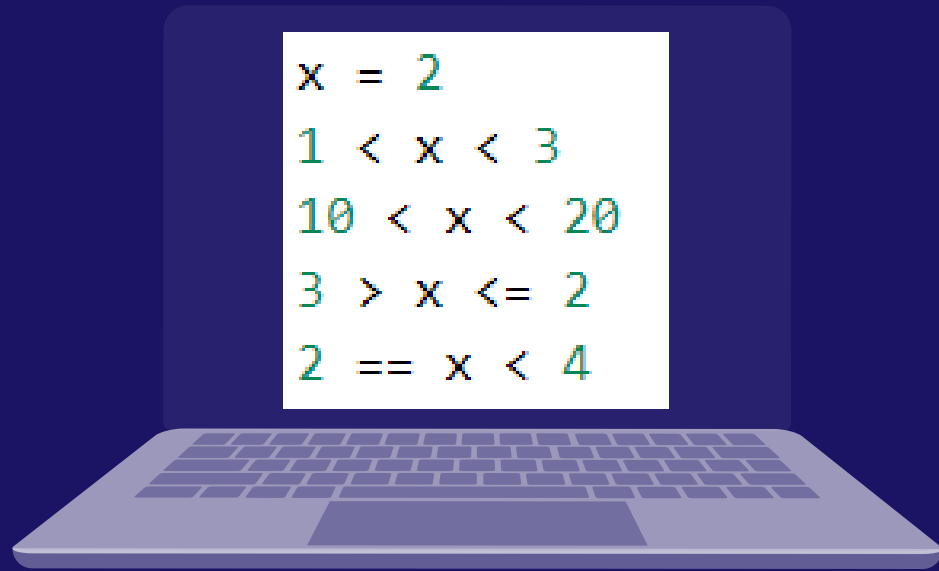 x = 2
1 < x < 3
10 < x < 20
3 > x <= 2
2 == x < 4